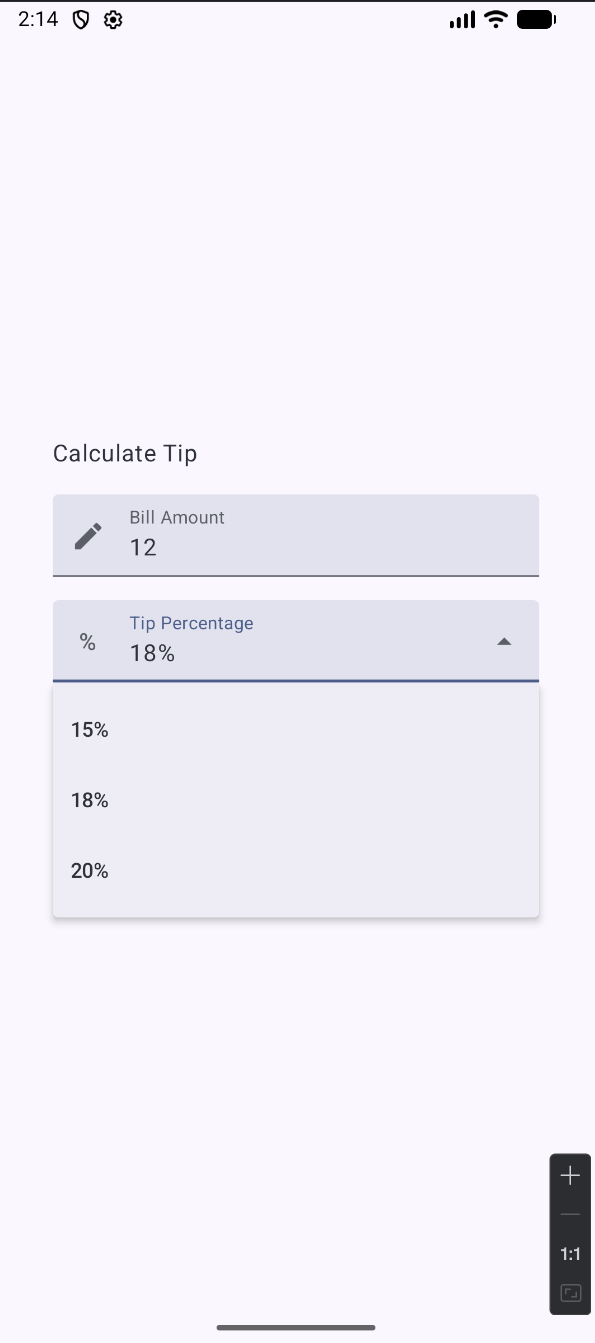 2:14
Calculate Tip
Bill Amount
12
%
Tip Percentage
18%
15%
18%
20%
1:1